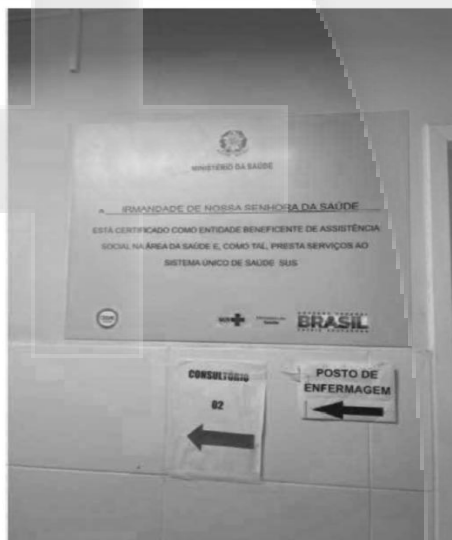 MINISTÉRIO DA SAÚDE
A IRMANDADE DE NOSSA SENHORA DA SAÚDE
ESTÁ CERTIFICADO COMO ENTIDADE BENEFICENTE DE ASSISTÊNCIA
SOCIAL NA ÁREA DA SAÚDE E, COMO TAL, PRESTA SERVIÇOS AO
SISTEMA ÚNICO DE SAÚDE SUS
SUS
BRASIL
CONSULTÓRIO
02
POSTO DE
ENFERMAGEM